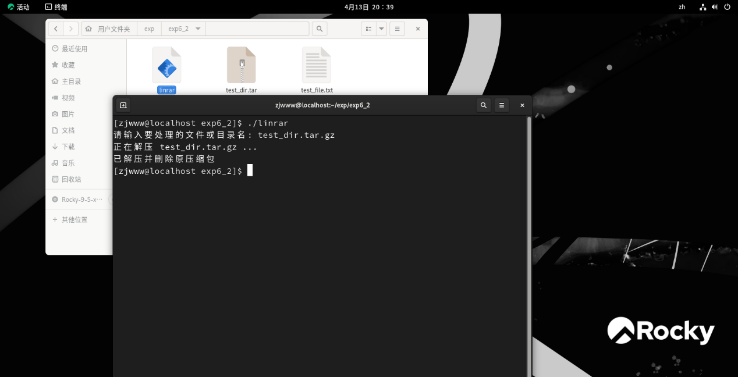 活动
终端
4月13日 20：39
zh
用户文件夹
exp
exp6_2
最近使用
收藏
主目录
视频
图片
文档
下载
音乐
回收站
Rocky-9-5-x…
其他位置
linrar
test_dir.tar
test_file.txt
zjwww@localhost:~/exp/exp6_2
[zjwww@localhost exp6_2]$ ./linrar
请输入要处理的文件或目录名: test_dir.tar.gz
正在解压 test_dir.tar.gz ...
已解压并删除原压缩包
[zjwww@localhost exp6_2]$
Rocky